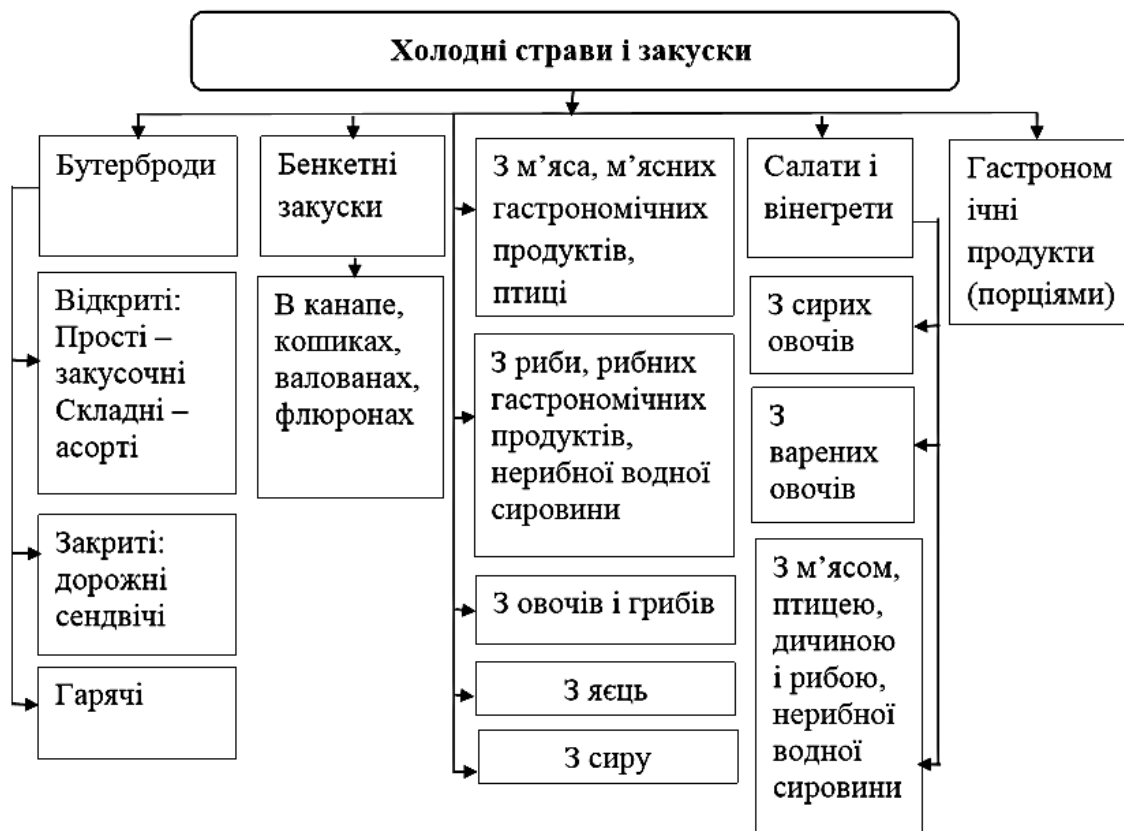 Холодні страви і закуски
Бутерброди
Відкриті:
Прості –
закусочні
Складні –
асорті
Закриті:
дорожні
сендвічі
Гарячі
Бенкетні
закуски
В канапе,
кошиках,
валованах,
флюронах
З м’яса, м’ясних
гастрономічних
продуктів,
птиці
З риби, рибних
гастрономічних
продуктів,
нерибної водної
сировини
З овочів і грибів
З яєць
З сиру
Салати і
вінегрети
З сирих
овочів
З
варених
овочів
З м’ясом,
птицею,
дичиною
і рибою,
нерибної
водної
сировини
Гастроном
ічні
продукти
(порціями)